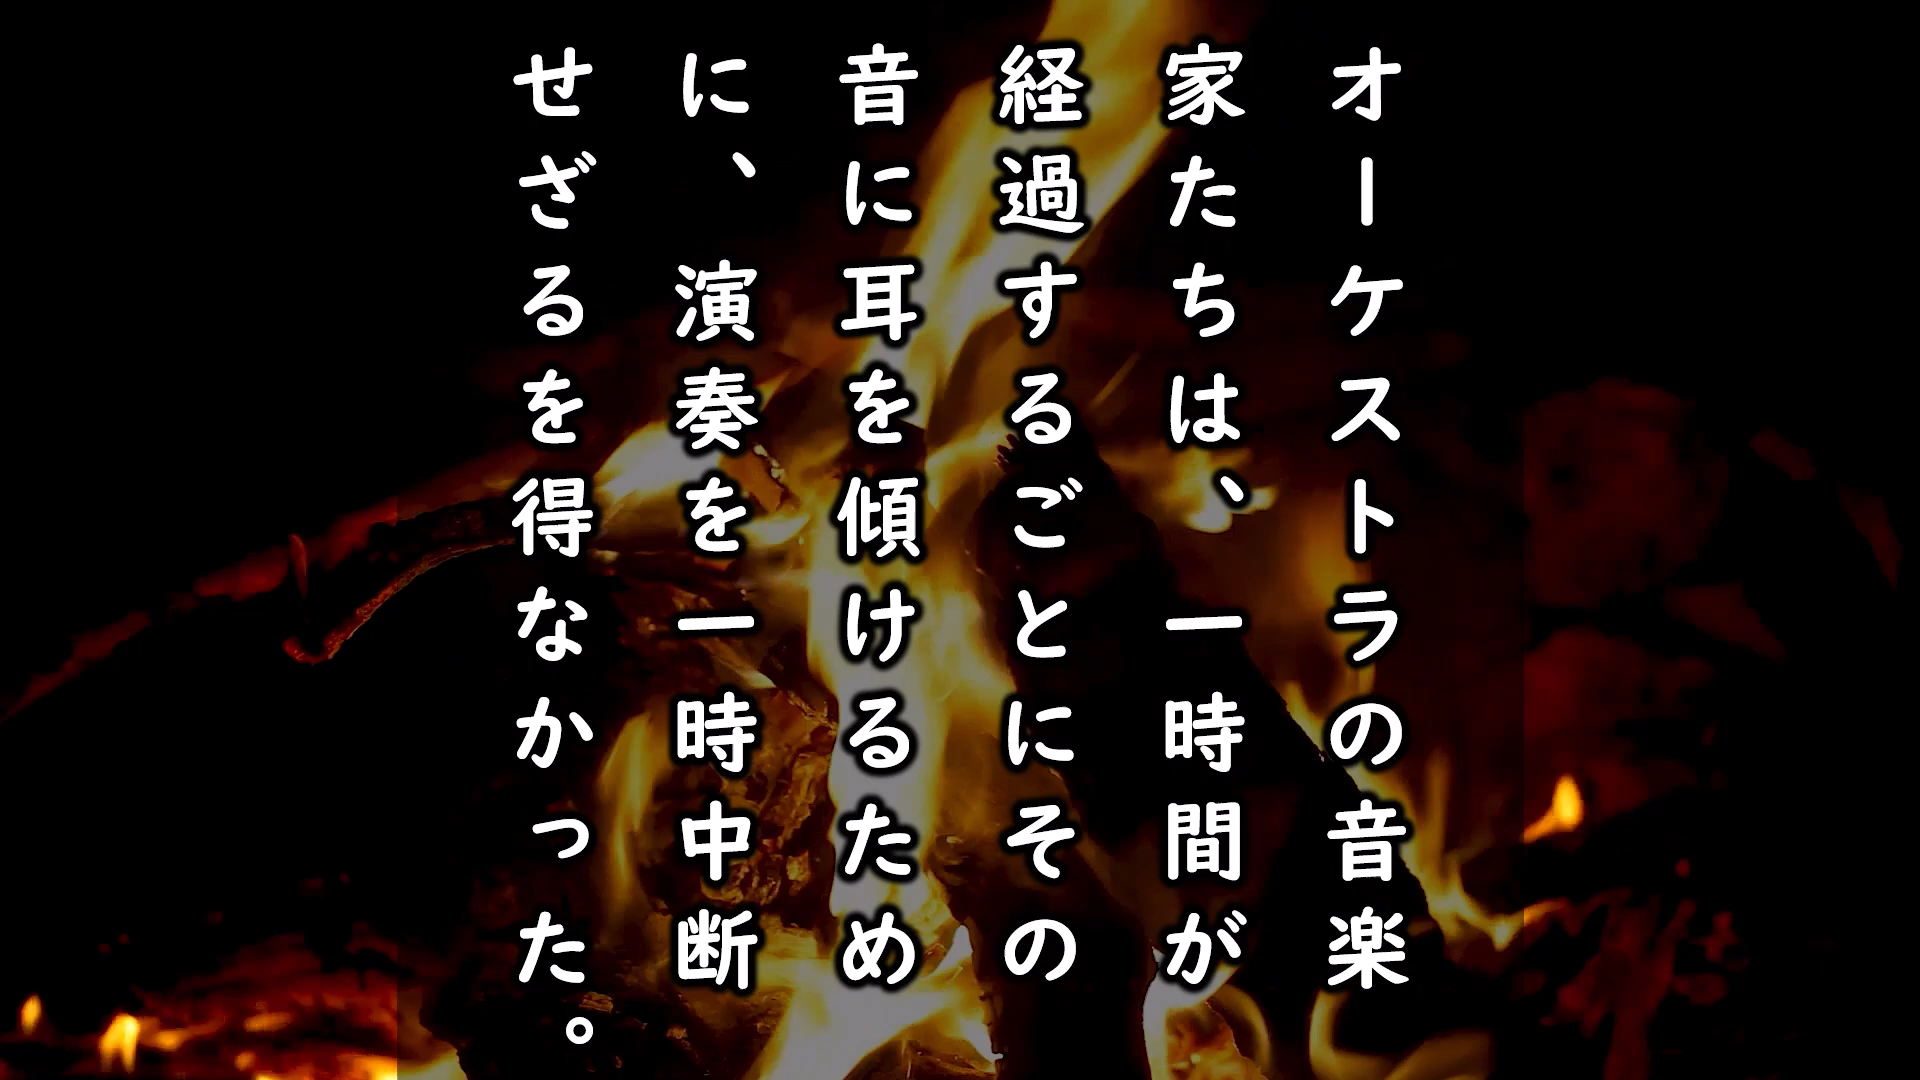 オーケストラの音楽
家たちは、一時間が
経過するごとにその
音に耳を傾けるため
に、演奏を一時中断
せざるを得なかった。